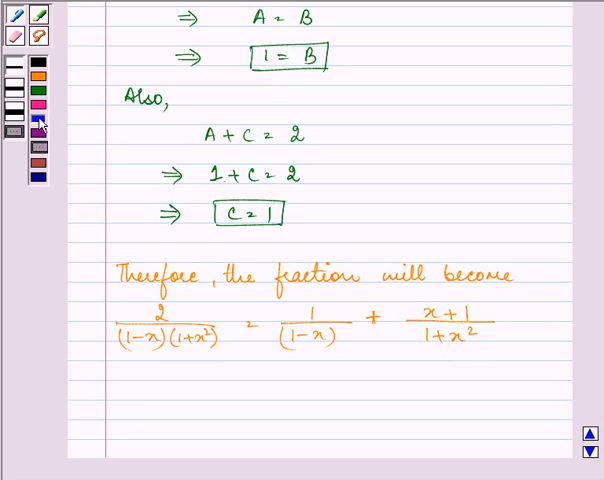 ⇒ A = B
⇒ 1 = B
Also,
A + C = 2
⇒ 1 + C = 2
⇒ C = 1
Therefore, the fraction will become
2/((1-x)(1+x²)) = 1/(1-x) + (x+1)/(1+x²)